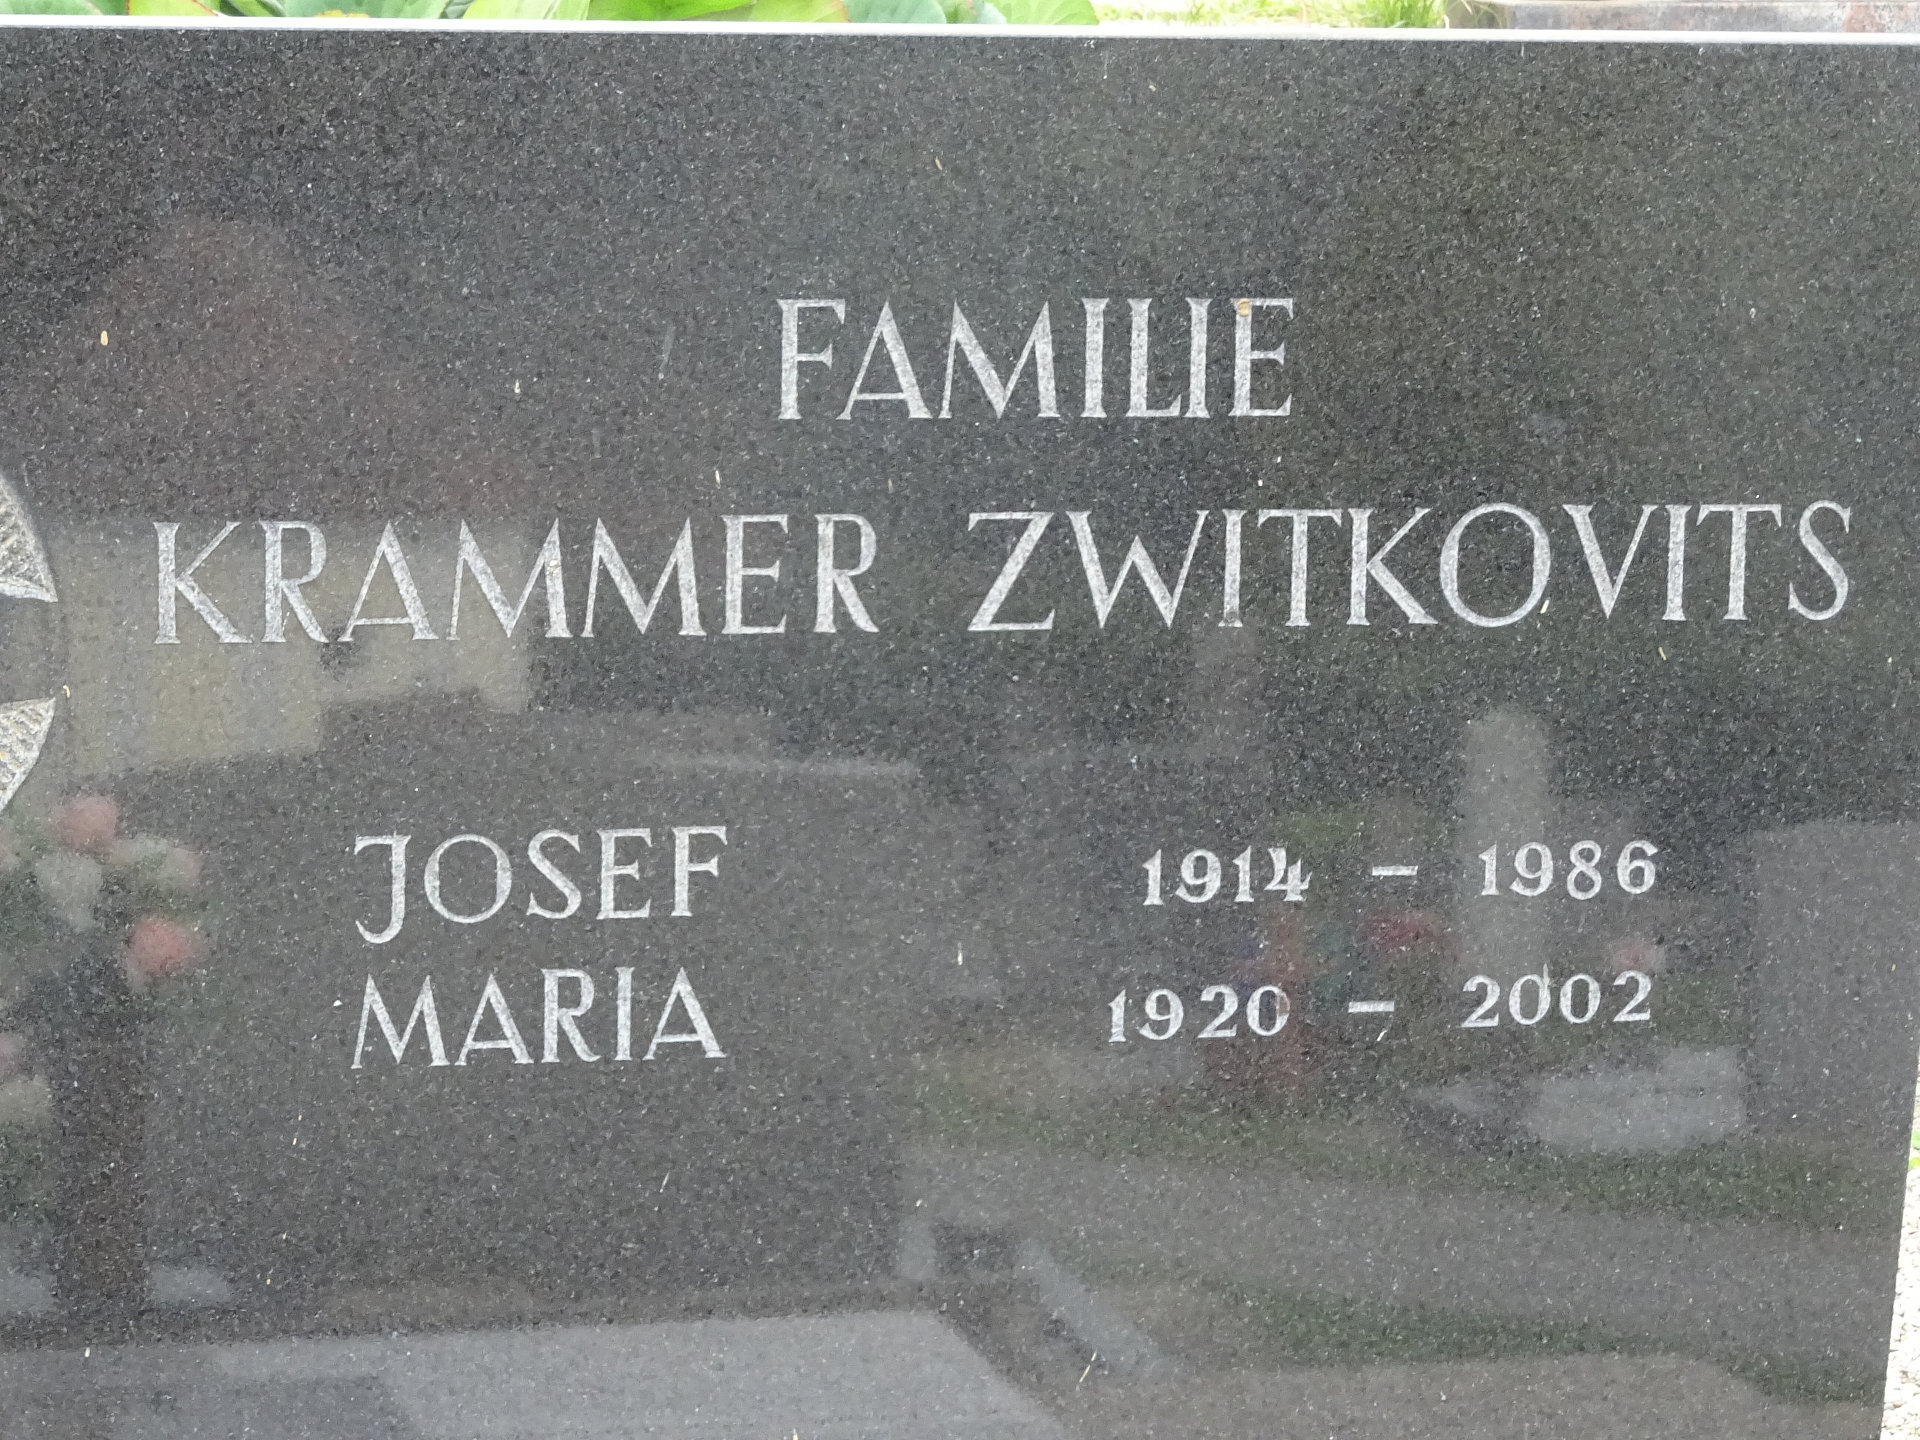 FAMILIE
KRAMMER ZWITKOVITS
JOSEF 1914 - 1986
MARIA 1920 - 2002